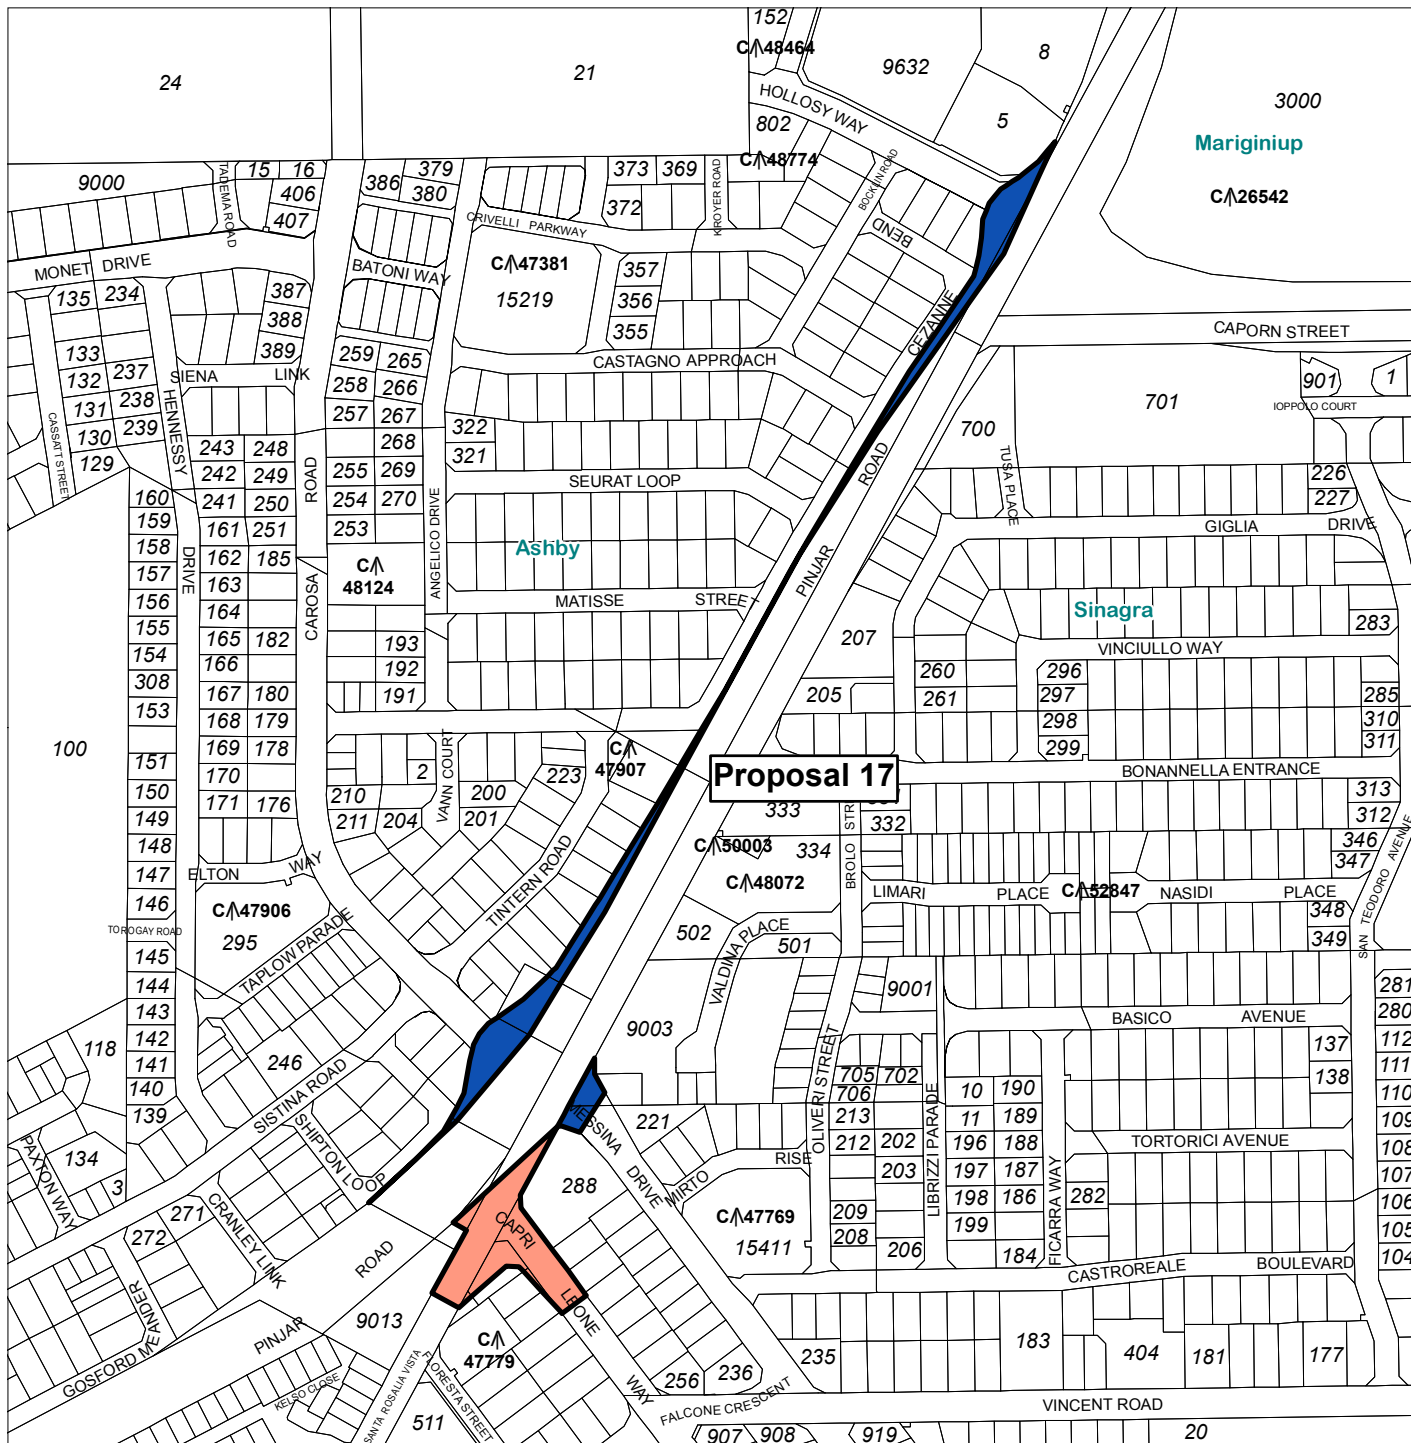 152
C 48464
9632
8
24
21
3000
HOLLOSY WAY
5
802
Mariginiup
C 48774
C 26542
9000
TADEMA ROAD
15
16
406
407
386
379
380
373
369
372
KROYER ROAD
BOCKLIN ROAD
CRIVELLI PARKWAY
BEND
MONET DRIVE
BATONI WAY
C 47381
15219
357
356
355
135
234
387
388
389
CEZANNE
CAPORN STREET
133
132
131
130
129
237
238
239
SIENA LINK
259
265
258
266
257
267
268
CASTAGNO APPROACH
901
1
701
IOPPOLO COURT
CASSATT STREET
HENNESSY
DRIVE
243
248
242
249
241
250
ROAD
CAROSA
322
321
700
TUSA PLACE
255
269
254
270
253
ANGELICO DRIVE
SEURAT LOOP
ROAD
PINJAR
226
227
GIGLIA DRIVE
160
159
158
157
156
155
154
308
153
161
251
162
185
163
164
165
182
166
167
180
168
179
169
178
170
171
176
C
48124
Ashby
MATISSE STREET
Sinagra
193
192
191
207
283
VINCIULLO WAY
205
260
261
296
297
298
299
285
310
311
100
151
150
149
148
147
146
210
211
2
204
VANN COURT
200
201
223
C
47907
Proposal 17
BONANNELLA ENTRANCE
313
312
333
332
BROLO STR
346
347
C 50003
334
C 48072
ELTON WAY
TINTERN ROAD
LIMARI PLACE
C 52847
NASIDI PLACE
SAN TEODORO AVENUE
C 47906
295
TAPLOW PARADE
TOROGAY ROAD
348
349
502
VALDINA PLACE
501
145
144
143
142
141
140
139
9001
281
280
9003
BASICO AVENUE
118
246
SISTINA ROAD
OLIVERI STREET
137
138
112
111
110
109
108
107
106
105
104
705
702
706
213
212
202
203
LIBRIZZI PARADE
10
190
11
189
196
188
197
187
198
186
199
184
MESSINA DRIVE
221
SHIPTON LOOP
TORTORICI AVENUE
134
3
PAXTON WAY
RISE
MIRTO
288
CAPRI
LEONE
WAY
FICARRA WAY
282
271
272
CRANLEY LINK
C 47769
15411
209
208
206
ROAD
PINJAR
CASTROREALE BOULEVARD
GOSFORD MEANDER
9013
C
47779
183
404
181
177
235
KELSO CLOSE
SANTA ROSALIA VISTA
FLORESTA STREET
511
256
236
FALCONE CRESCENT
VINCENT ROAD
907
908
919
20